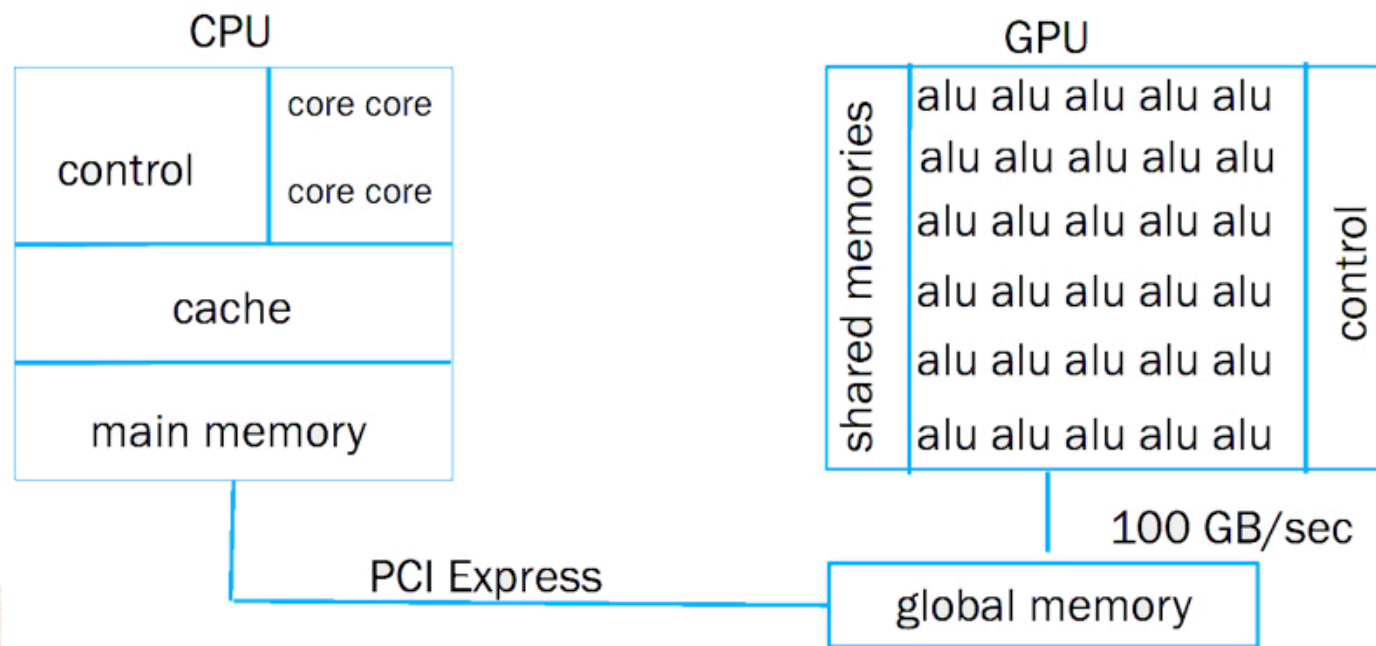 CPU
control
core core
core core
cache
main memory
PCI Express
GPU
shared memories
alu alu alu alu alu
alu alu alu alu alu
alu alu alu alu alu
alu alu alu alu alu
alu alu alu alu alu
alu alu alu alu alu
control
100 GB/sec
global memory